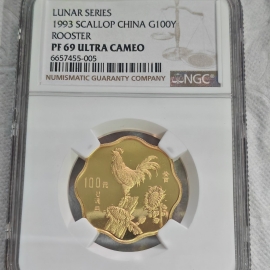 LUNAR SERIES
1993 SCALLOP CHINA G100Y
ROOSTER
PF 69 ULTRA CAMEO
6657455-005
NUMISMATIC GUARANTY COMPANY
NGC
100元